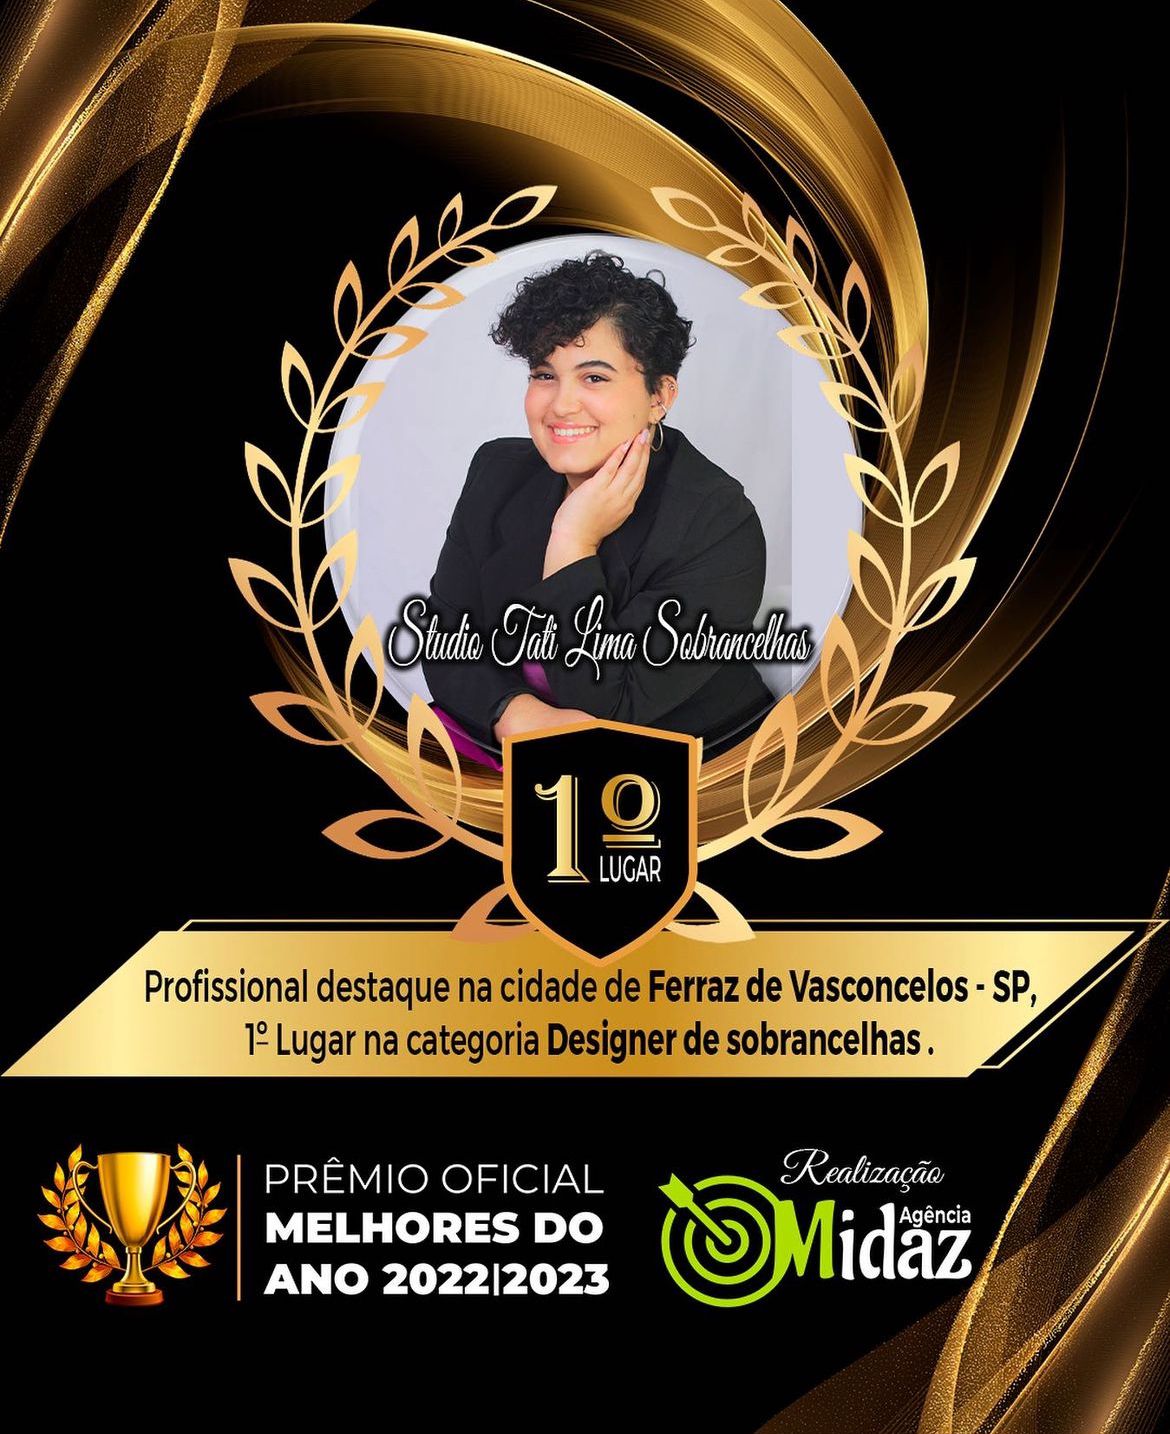 Studio Tati Lima Sobrancelhas
1º
LUGAR
Profissional destaque na cidade de Ferraz de Vasconcelos - SP,
1º Lugar na categoria Designer de sobrancelhas .
PRÊMIO OFICIAL
MELHORES DO
ANO 2022|2023
Realização
Agência
Midaz